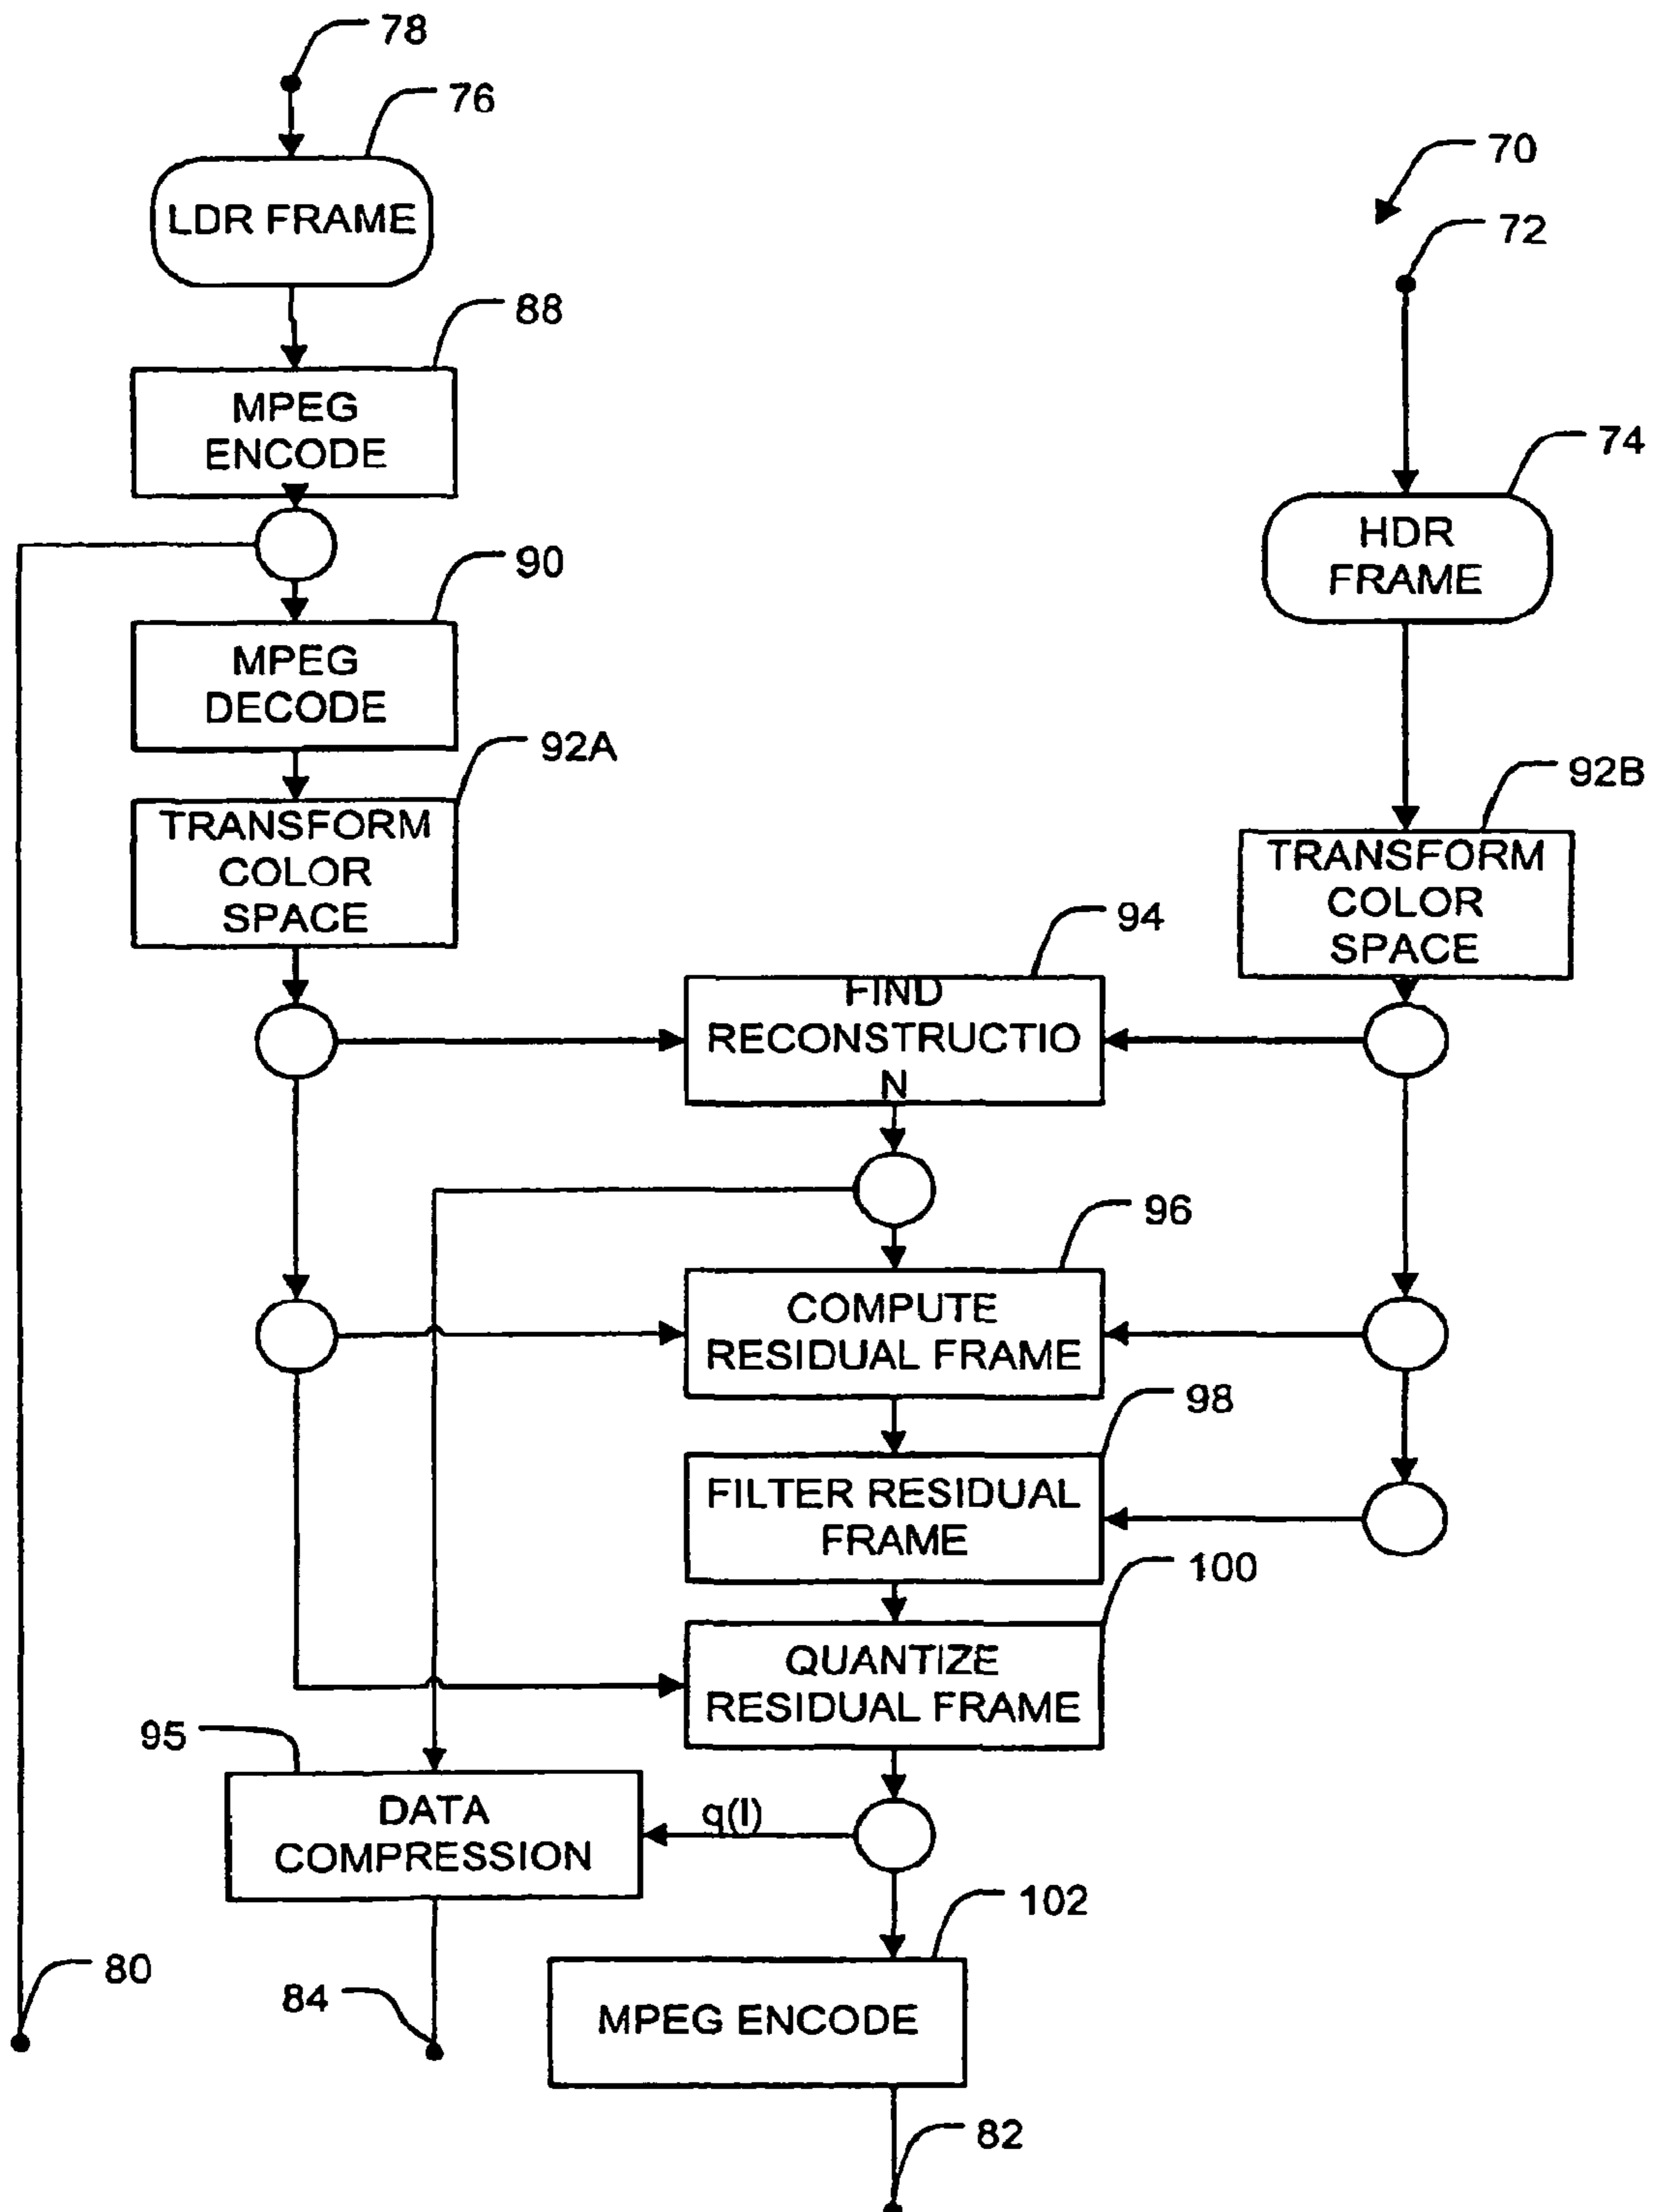 78
76
LDR FRAME
70
72
88
MPEG
ENCODE
74
HDR
FRAME
90
MPEG
DECODE
92A
TRANSFORM
COLOR
SPACE
92B
TRANSFORM
COLOR
SPACE
94
FIND
RECONSTRUCTIO
N
96
COMPUTE
RESIDUAL FRAME
98
FILTER RESIDUAL
FRAME
100
QUANTIZE
RESIDUAL FRAME
95
DATA
COMPRESSION
q(l)
102
MPEG ENCODE
80
84
82